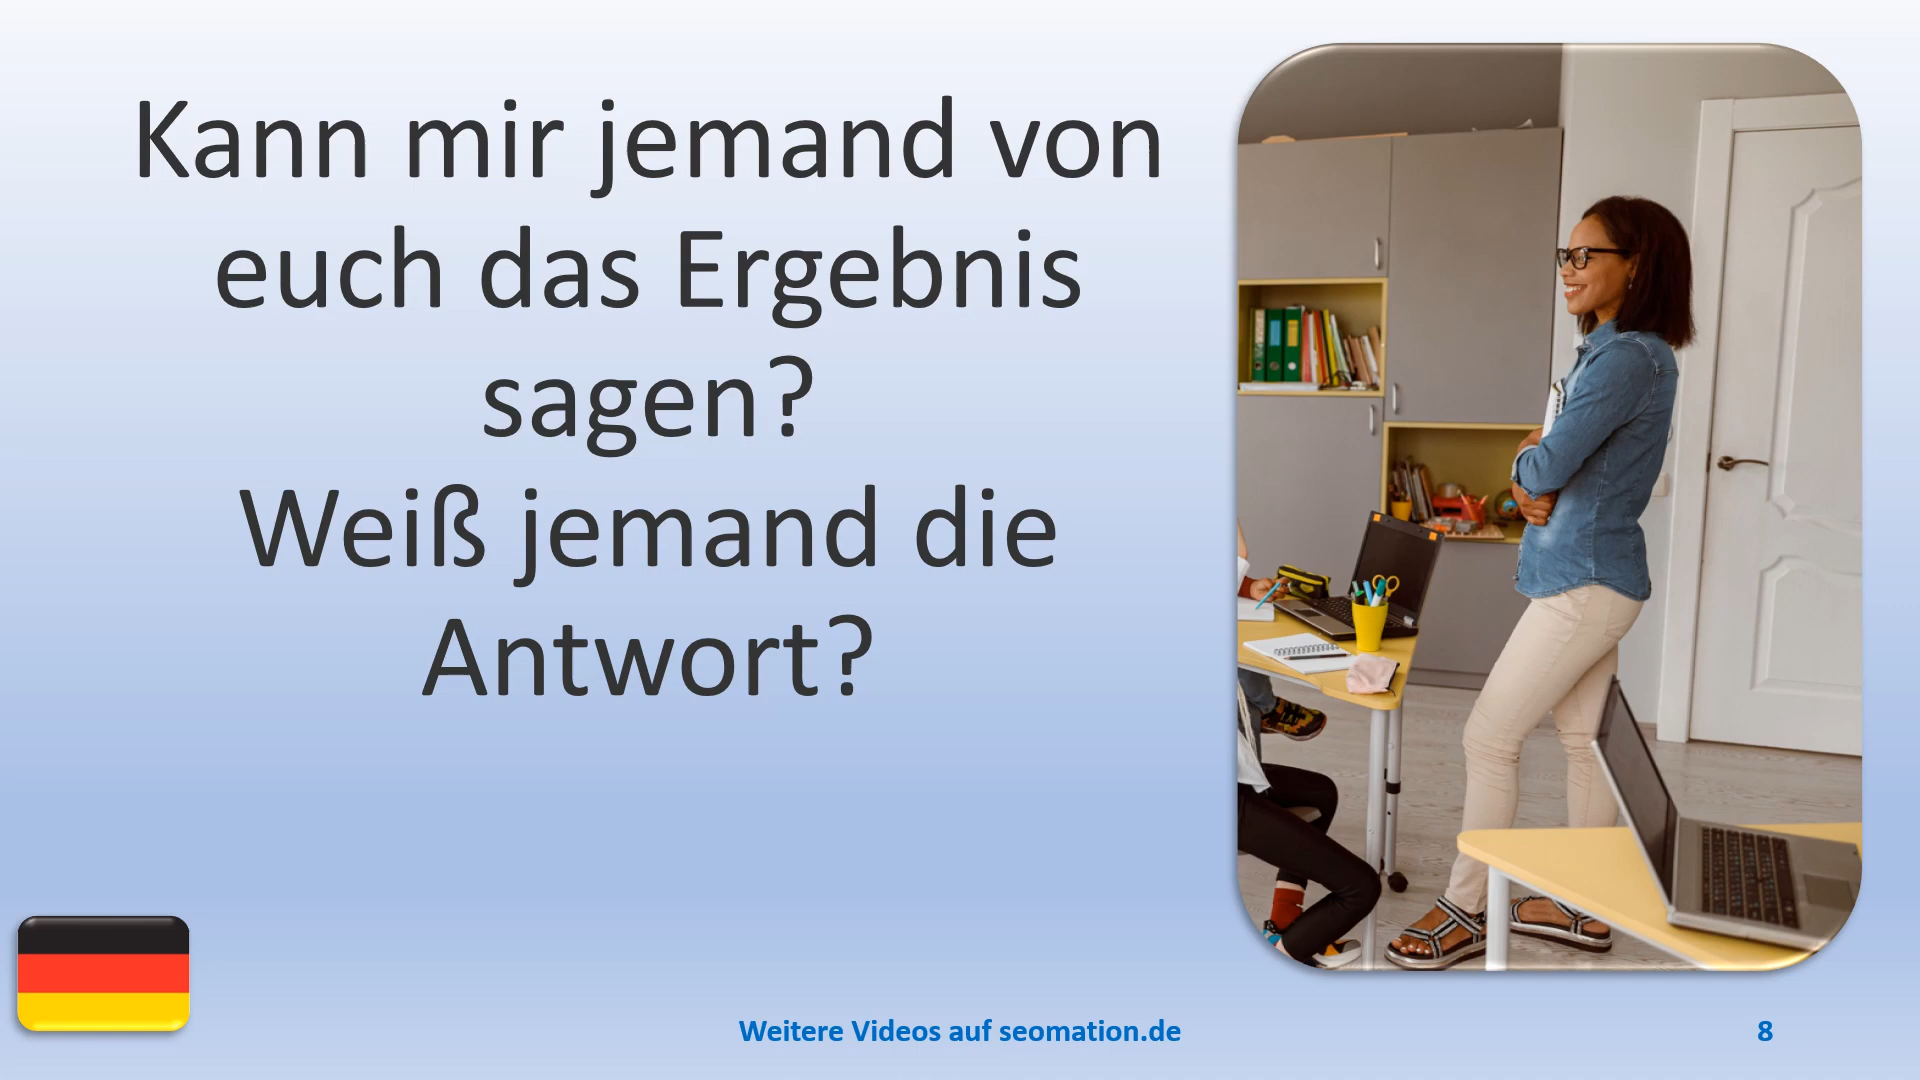 Kann mir jemand von
euch das Ergebnis
sagen?
Weiß jemand die
Antwort?
Weitere Videos auf seomation.de
8